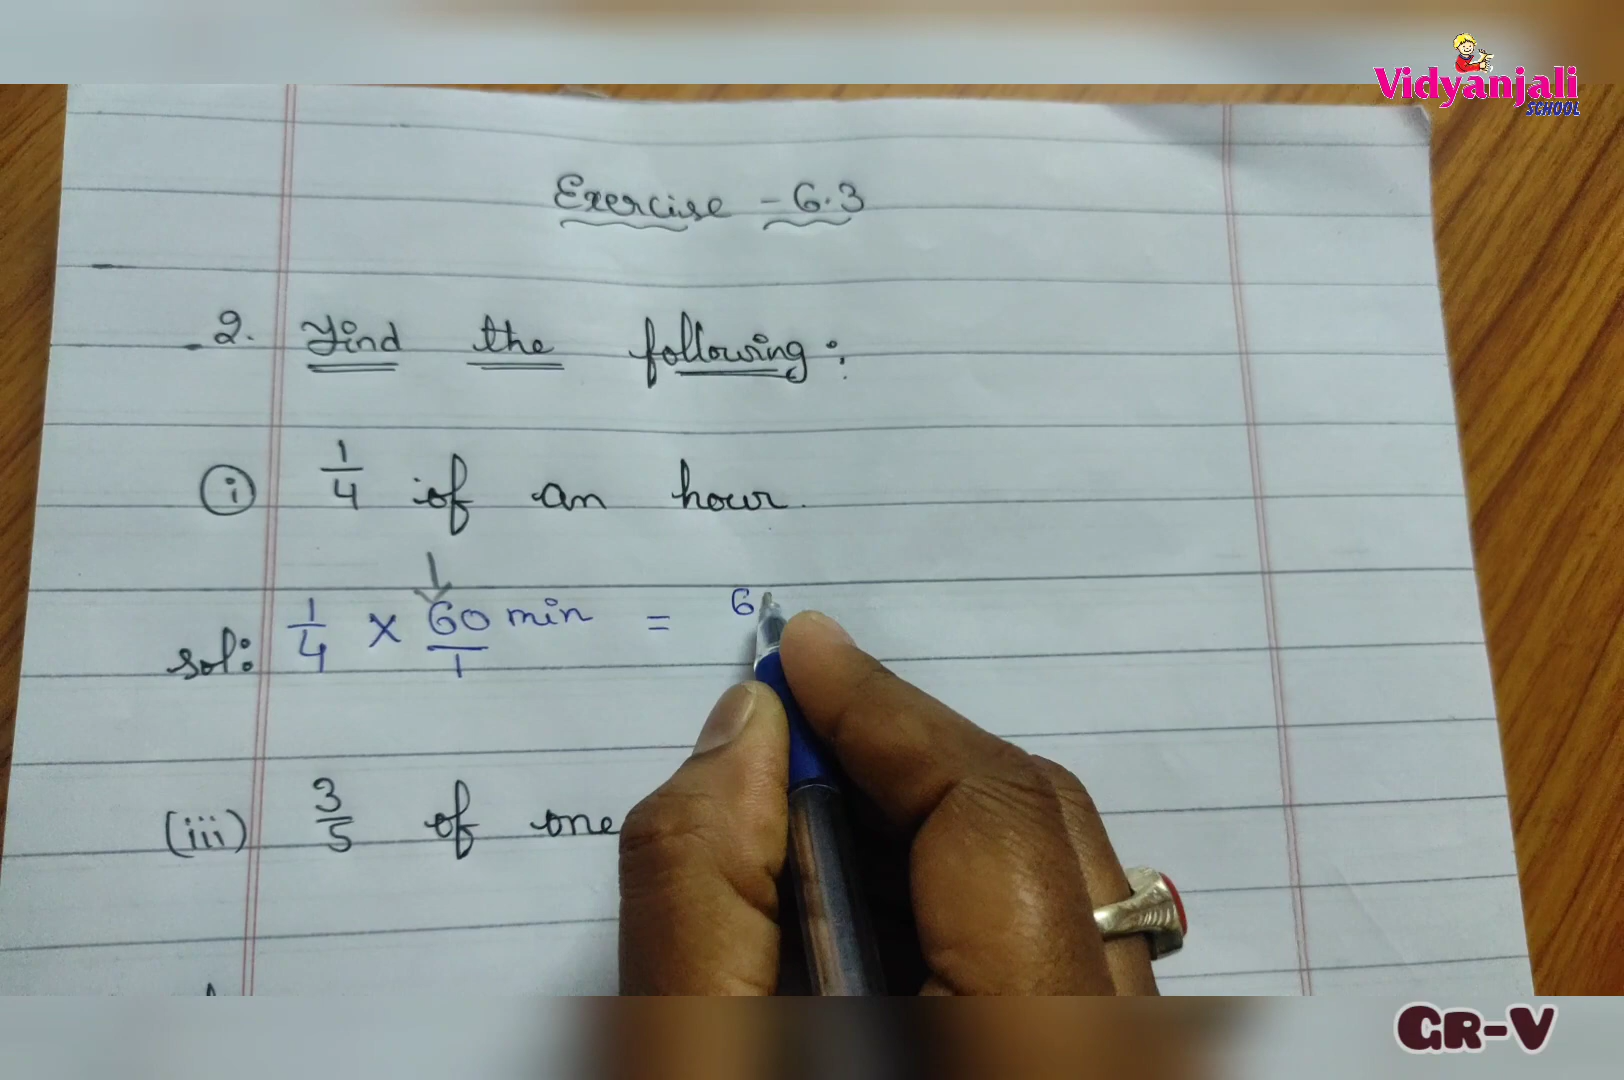 Vidyanjali
SCHOOL
Exercise - 6.3
2. Find the following :
(i) 1/4 of an hour.
sol: 1/4 × 60/1 min = 6
(iii) 3/5 of one
GR-V